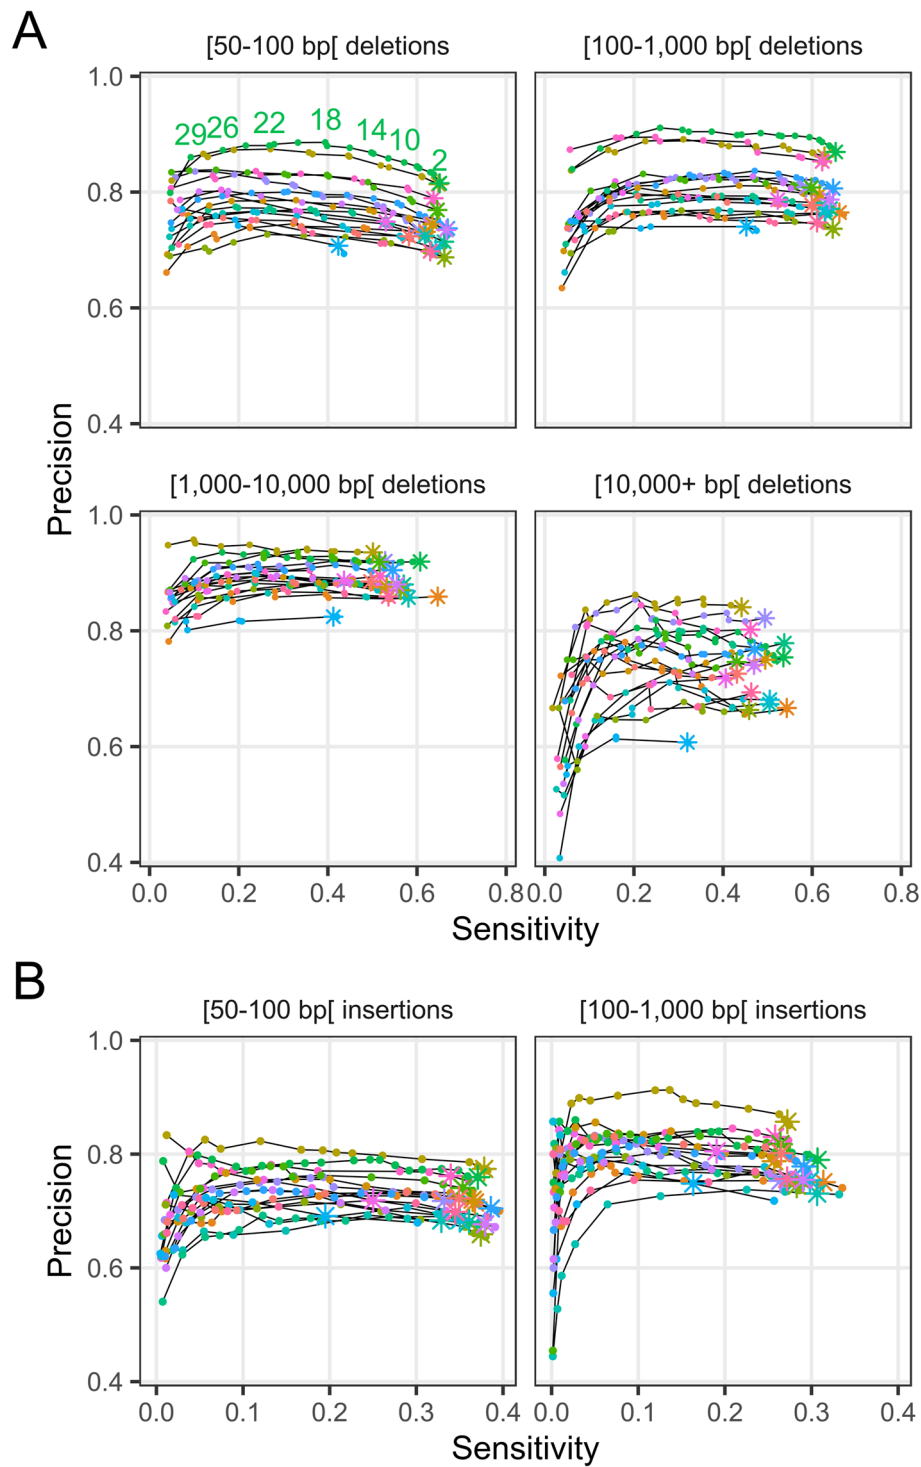 A
[50-100 bp[ deletions
[100-1,000 bp[ deletions
1.0
29 26 22 18 14 10 2
0.8
0.6
0.4
Precision
[1,000-10,000 bp[ deletions
[10,000+ bp[ deletions
1.0
0.8
0.6
0.4
0.0 0.2 0.4 0.6 0.8 0.0 0.2 0.4 0.6 0.8
Sensitivity
B
[50-100 bp[ insertions
[100-1,000 bp[ insertions
1.0
0.8
0.6
0.4
Precision
0.0 0.1 0.2 0.3 0.4 0.0 0.1 0.2 0.3 0.4
Sensitivity